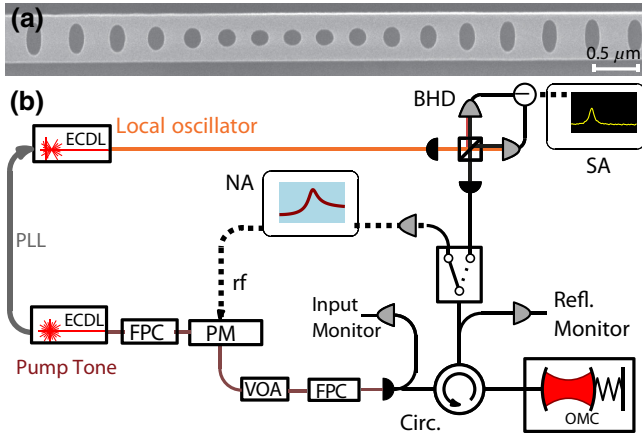 (a)
0.5 μm
(b)
BHD
ECDL
Local oscillator
SA
NA
PLL
rf
ECDL
FPC
PM
Input
Monitor
Refl.
Monitor
Pump Tone
VOA
FPC
Circ.
OMC